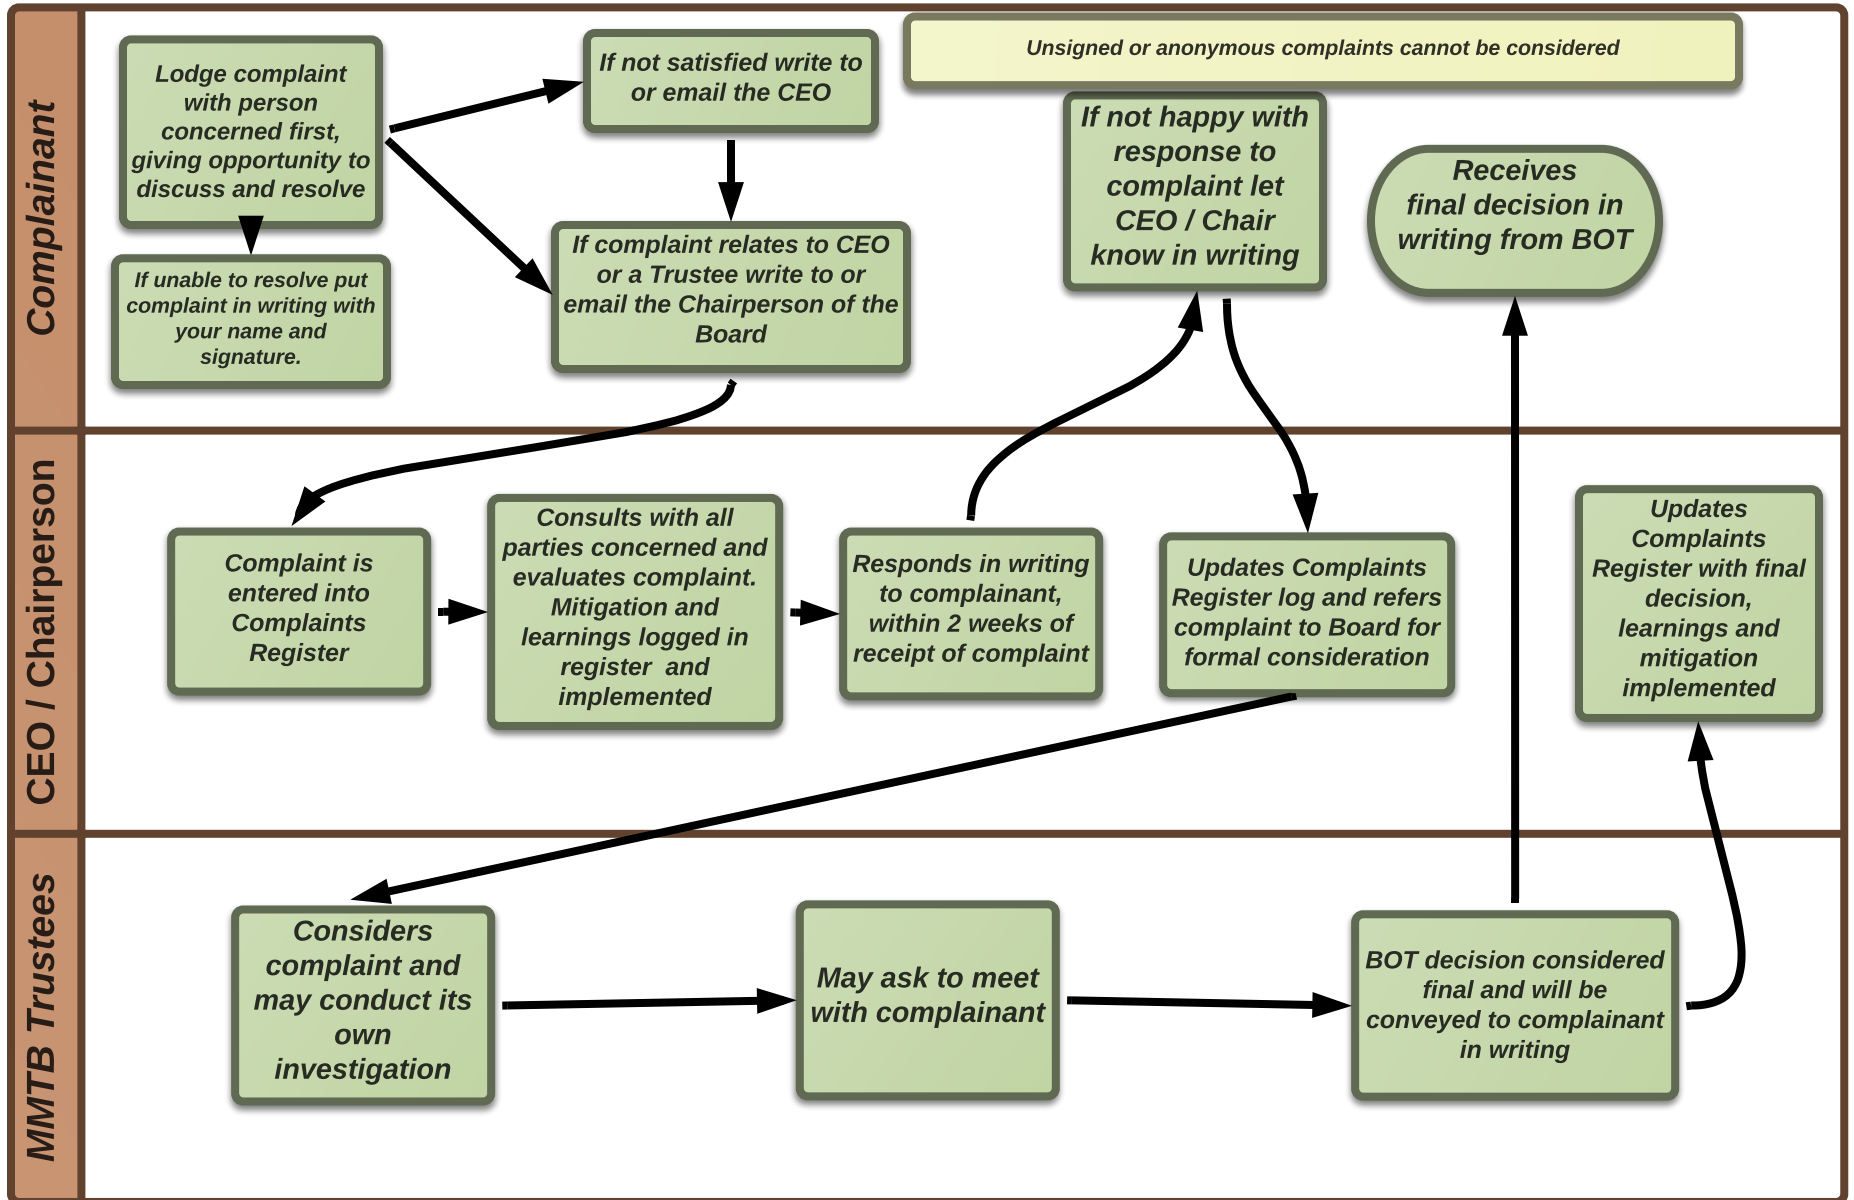 Complainant
Lodge complaint
with person
concerned first,
giving opportunity to
discuss and resolve
If unable to resolve put
complaint in writing with
your name and
signature.
If not satisfied write to
or email the CEO
If complaint relates to CEO
or a Trustee write to or
email the Chairperson of the
Board
Unsigned or anonymous complaints cannot be considered
If not happy with
response to
complaint let
CEO / Chair
know in writing
Receives
final decision in
writing from BOT
CEO / Chairperson
Complaint is
entered into
Complaints
Register
Consults with all
parties concerned and
evaluates complaint.
Mitigation and
learnings logged in
register and
implemented
Responds in writing
to complainant,
within 2 weeks of
receipt of complaint
Updates Complaints
Register log and refers
complaint to Board for
formal consideration
Updates
Complaints
Register with final
decision,
learnings and
mitigation
implemented
MMTB Trustees
Considers
complaint and
may conduct its
own
investigation
May ask to meet
with complainant
BOT decision considered
final and will be
conveyed to complainant
in writing